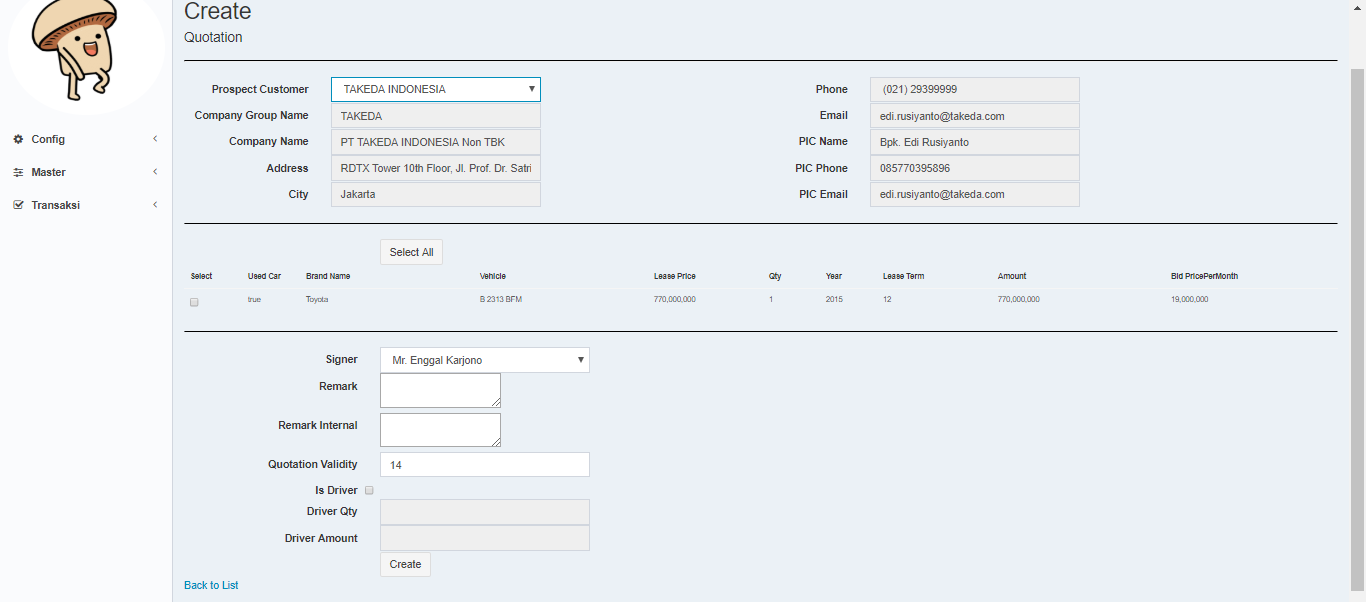 Create
Quotation
Config
Master
Transaksi
Prospect Customer TAKEDA INDONESIA
Company Group Name TAKEDA
Company Name PT TAKEDA INDONESIA Non TBK
Address RDTX Tower 10th Floor, Jl. Prof. Dr. Satri
City Jakarta
Phone (021) 29399999
Email edi.rusiyanto@takeda.com
PIC Name Bpk. Edi Rusiyanto
PIC Phone 085770395896
PIC Email edi.rusiyanto@takeda.com
Select All
Select Used Car Brand Name Vehicle Lease Price Qty Year Lease Term Amount Bid PricePerMonth
true Toyota B 2313 BFM 770,000,000 1 2015 12 770,000,000 19,000,000
Signer Mr. Enggal Karjono
Remark
Remark Internal
Quotation Validity 14
Is Driver
Driver Qty
Driver Amount
Create
Back to List